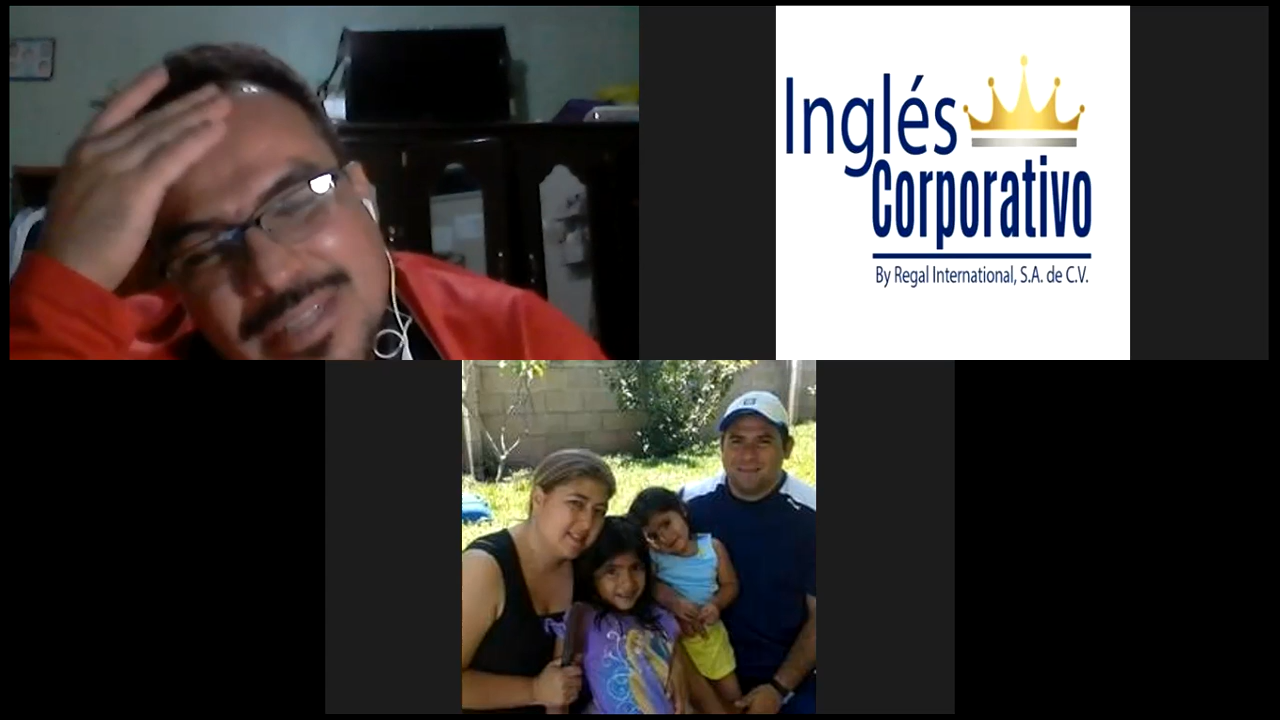 Inglés
Corporativo
By Regal International, S.A. de C.V.